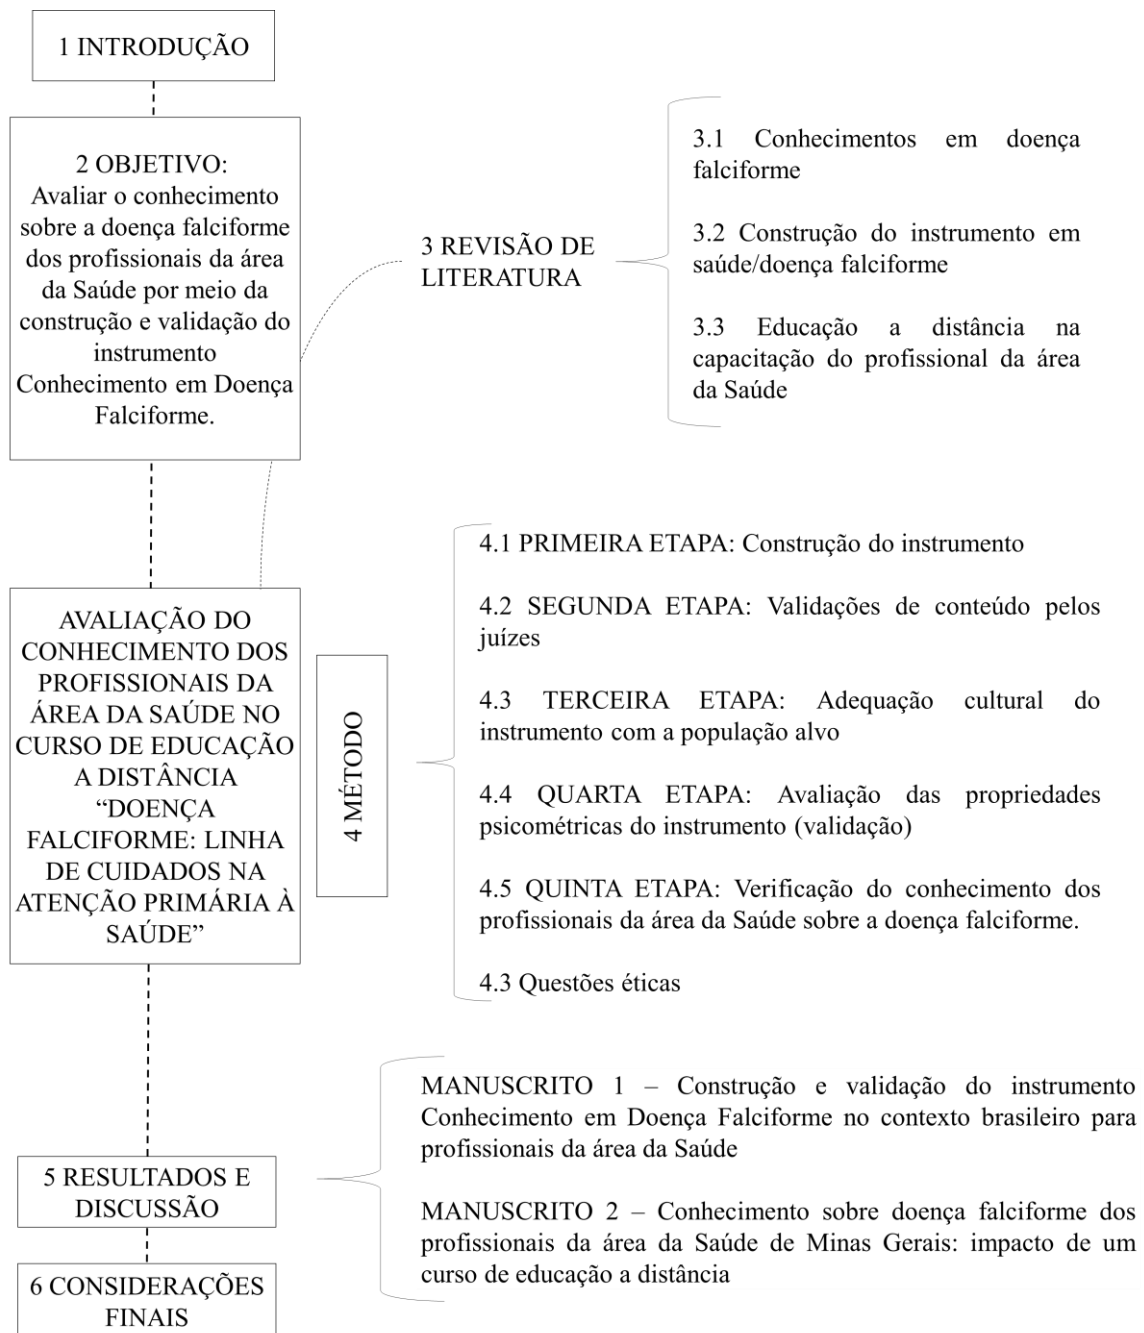 1 INTRODUÇÃO
2 OBJETIVO:
Avaliar o conhecimento
sobre a doença falciforme
dos profissionais da área
da Saúde por meio da
construção e validação do
instrumento
Conhecimento em Doença
Falciforme.
3 REVISÃO DE
LITERATURA
3.1 Conhecimentos em doença
falciforme
3.2 Construção do instrumento em
saúde/doença falciforme
3.3 Educação a distância na
capacitação do profissional da área
da Saúde
AVALIAÇÃO DO
CONHECIMENTO DOS
PROFISSIONAIS DA
ÁREA DA SAÚDE NO
CURSO DE EDUCAÇÃO
A DISTÂNCIA
“DOENÇA
FALCIFORME: LINHA
DE CUIDADOS NA
ATENÇÃO PRIMÁRIA À
SAÚDE”
4 MÉTODO
4.1 PRIMEIRA ETAPA: Construção do instrumento
4.2 SEGUNDA ETAPA: Validações de conteúdo pelos
juízes
4.3 TERCEIRA ETAPA: Adequação cultural do
instrumento com a população alvo
4.4 QUARTA ETAPA: Avaliação das propriedades
psicométricas do instrumento (validação)
4.5 QUINTA ETAPA: Verificação do conhecimento dos
profissionais da área da Saúde sobre a doença falciforme.
4.3 Questões éticas
5 RESULTADOS E
DISCUSSÃO
MANUSCRITO 1 – Construção e validação do instrumento
Conhecimento em Doença Falciforme no contexto brasileiro para
profissionais da área da Saúde
MANUSCRITO 2 – Conhecimento sobre doença falciforme dos
profissionais da área da Saúde de Minas Gerais: impacto de um
curso de educação a distância
6 CONSIDERAÇÕES
FINAIS